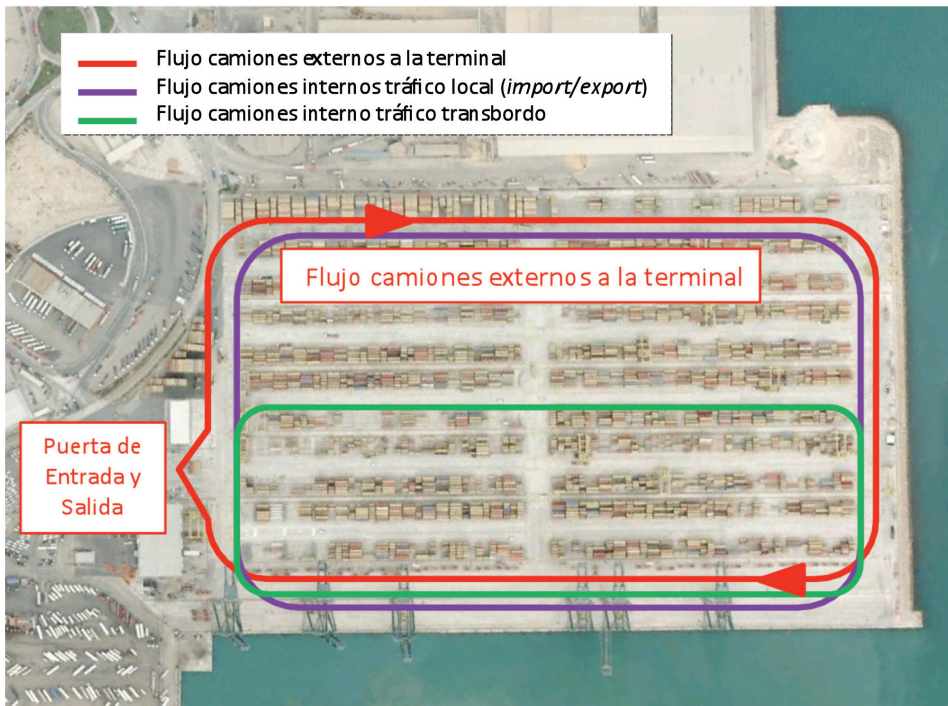 Flujo camiones externos a la terminal
Flujo camiones internos tráfico local (import/export)
Flujo camiones interno tráfico transbordo
Flujo camiones externos a la terminal
Puerta de
Entrada y
Salida